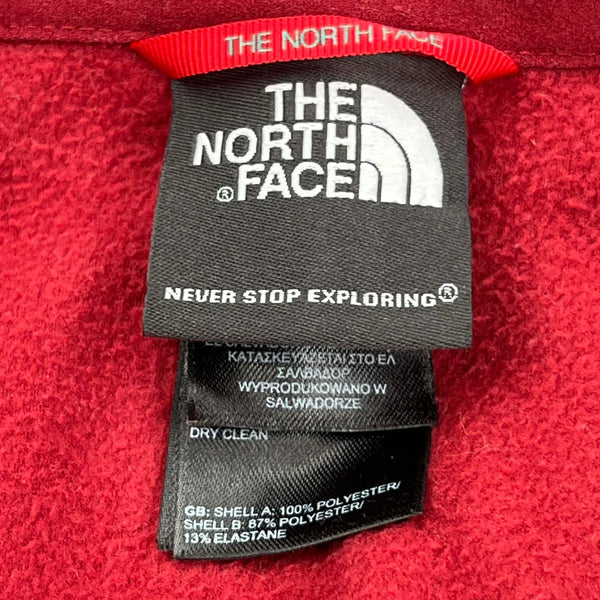 THE NORTH FACE
THE
NORTH
®FACE
NEVER STOP EXPLORING®
ΚΑΤΑΣΚΕΥΑΖΕΤΑΙ ΣΤΟ ΕΛ
ΣΑΛΒΑΔΟΡ
WYPRODUKOWANO W
SALWADORZE
DRY CLEAN
GB: SHELL A: 100% POLYESTER/
SHELL B: 87% POLYESTER/
13% ELASTANE